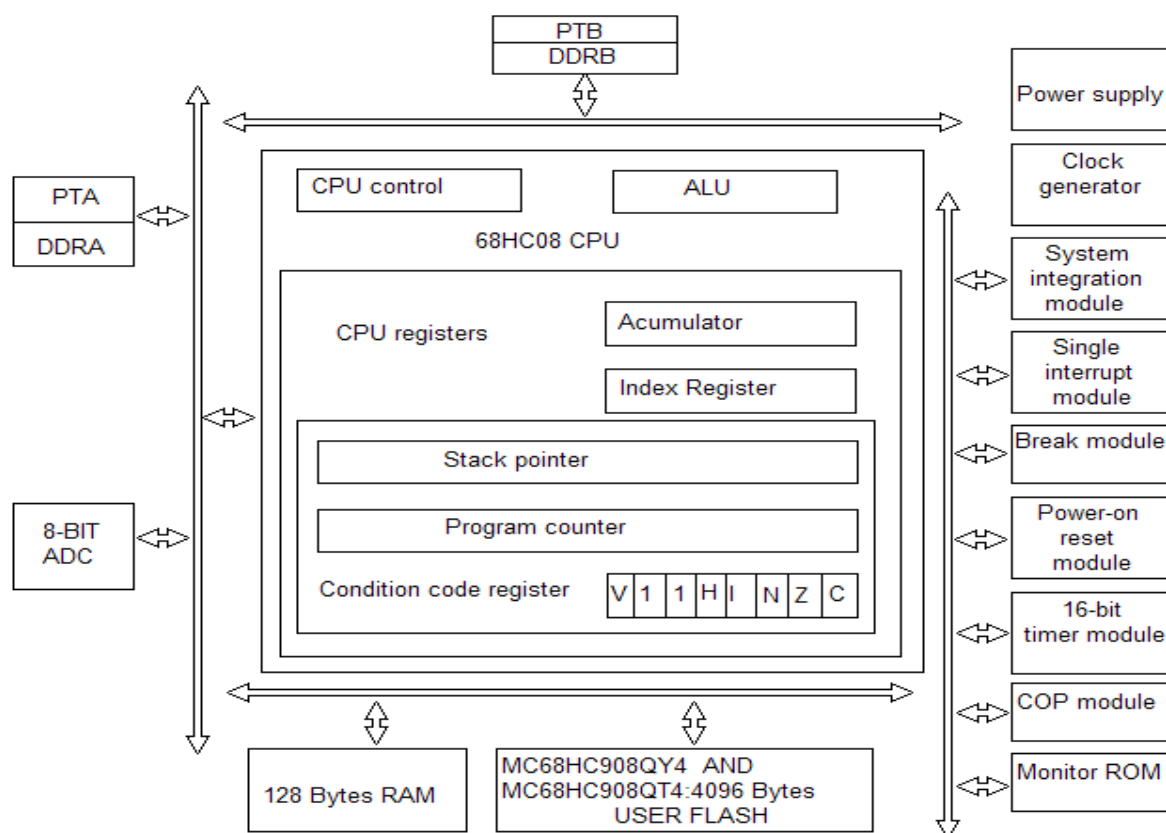 PTB
DDRB
Power supply
Clock
generator
PTA
DDRA
CPU control
ALU
68HC08 CPU
System
integration
module
CPU registers
Acumulator
Single
interrupt
module
Index Register
Break module
Stack pointer
8-BIT
ADC
Program counter
Power-on
reset
module
Condition code register
V 1 1 H I N Z C
16-bit
timer module
COP module
128 Bytes RAM
MC68HC908QY4 AND
MC68HC908QT4:4096 Bytes
USER FLASH
Monitor ROM